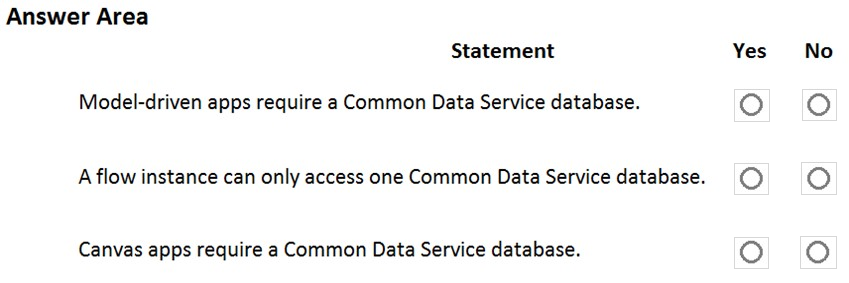 Answer Area
Statement Yes No
Model-driven apps require a Common Data Service database.
A flow instance can only access one Common Data Service database.
Canvas apps require a Common Data Service database.